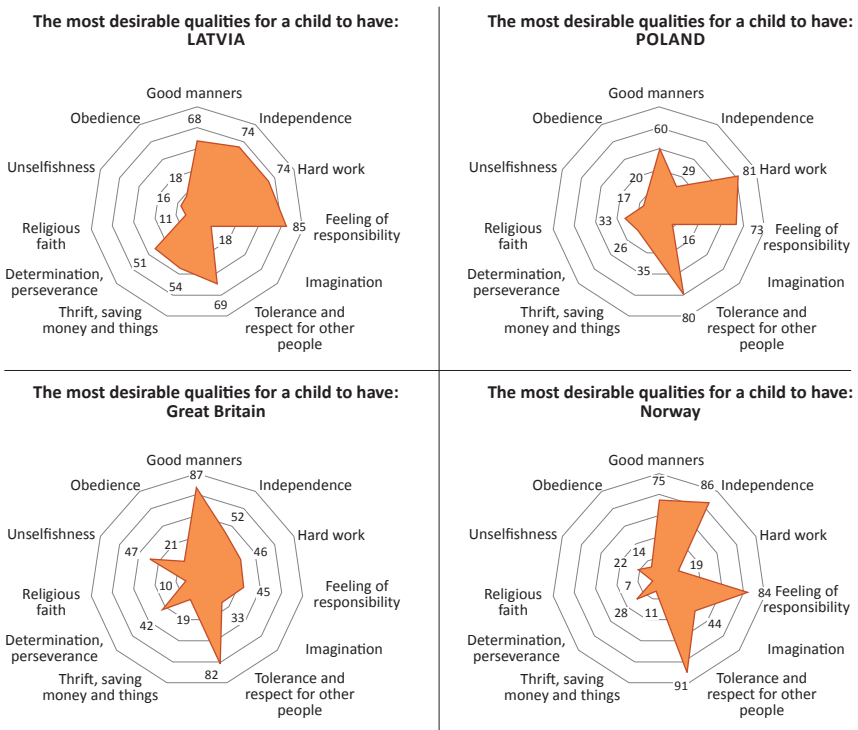 The most desirable qualities for a child to have:
LATVIA
Good manners
Obedience
Independence
68
74
Unselfishness
18
74
Hard work
16
11
85
Feeling of
responsibility
Religious
faith
18
51
Imagination
Determination,
perseverance
54
69
Thrift, saving
money and things
Tolerance and
respect for other
people
The most desirable qualities for a child to have:
POLAND
Good manners
Obedience
Independence
60
Unselfishness
20
29
81
Hard work
17
33
73
Feeling of
responsibility
Religious
faith
26
16
Imagination
Determination,
perseverance
35
80
Thrift, saving
money and things
Tolerance and
respect for other
people
The most desirable qualities for a child to have:
Great Britain
Good manners
87
Obedience
Independence
52
Unselfishness
47
21
46
Hard work
10
45
Feeling of
responsibility
Religious
faith
42
19
33
Imagination
Determination,
perseverance
82
Thrift, saving
money and things
Tolerance and
respect for other
people
The most desirable qualities for a child to have:
Norway
Good manners
75
86
Obedience
Independence
Unselfishness
14
22
19
Hard work
7
84
Feeling of
responsibility
Religious
faith
28
11
44
Imagination
Determination,
perseverance
91
Thrift, saving
money and things
Tolerance and
respect for other
people